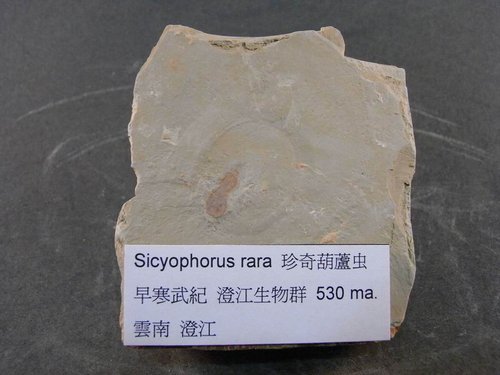 Sicyophorus rara 珍奇葫蘆虫
早寒武紀 澄江生物群 530 ma.
雲南 澄江